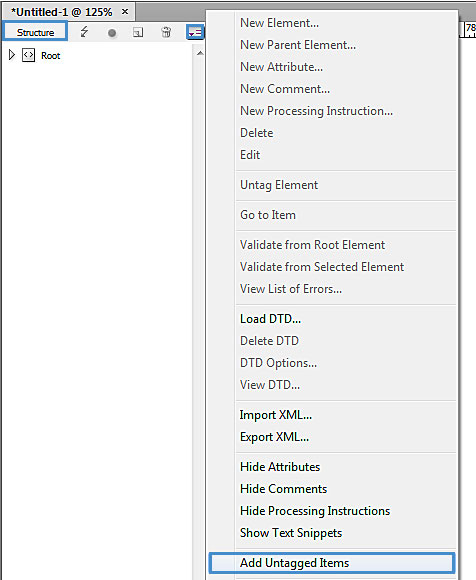 *Untitled-1 @ 125% ×
Structure
Root
78
New Element...
New Parent Element...
New Attribute...
New Comment...
New Processing Instruction...
Delete
Edit
Untag Element
Go to Item
Validate from Root Element
Validate from Selected Element
View List of Errors...
Load DTD...
Delete DTD
DTD Options...
View DTD...
Import XML...
Export XML...
Hide Attributes
Hide Comments
Hide Processing Instructions
Show Text Snippets
Add Untagged Items